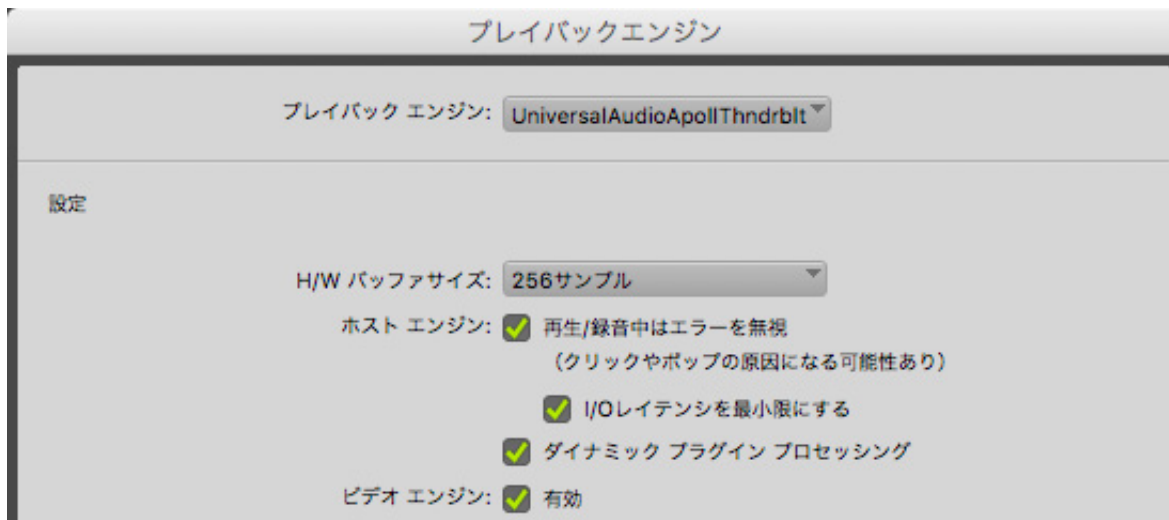 プレイバックエンジン
プレイバック エンジン: UniversalAudioApollThndrblt
設定
H/W バッファサイズ: 256サンプル
ホスト エンジン: 再生/録音中はエラーを無視
(クリックやポップの原因になる可能性あり)
I/Oレイテンシを最小限にする
ダイナミック プラグイン プロセッシング
ビデオ エンジン: 有効